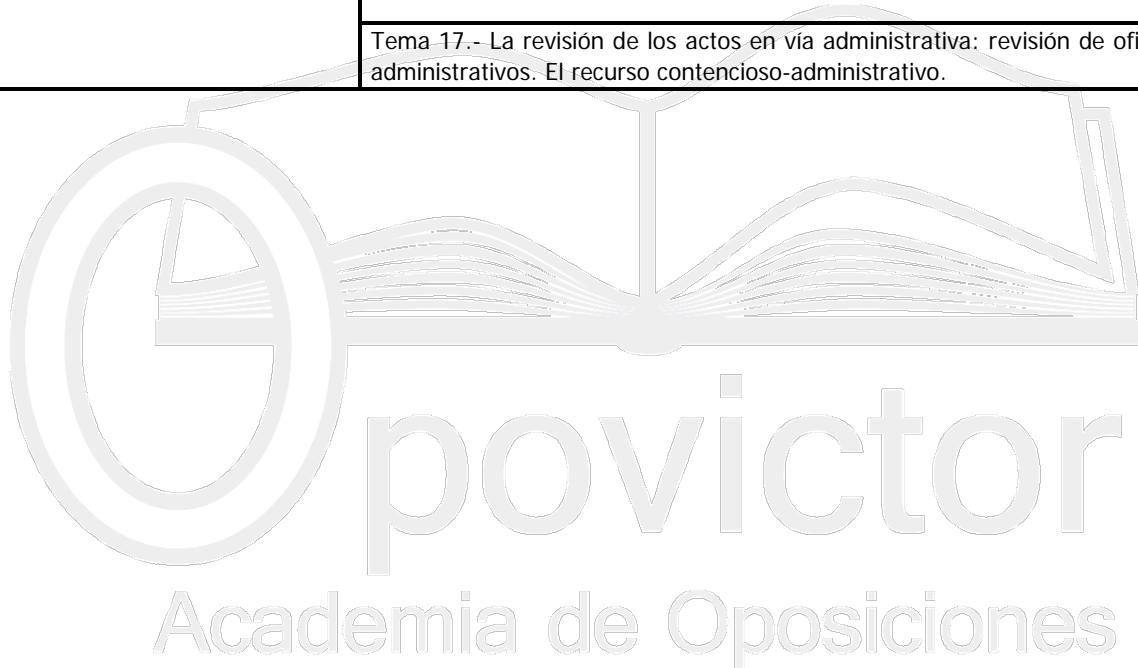 Tema 17.- La revisión de los actos en vía administrativa: revisión de
administrativos. El recurso contencioso-administrativo.
Opovictor
Academia de Oposiciones